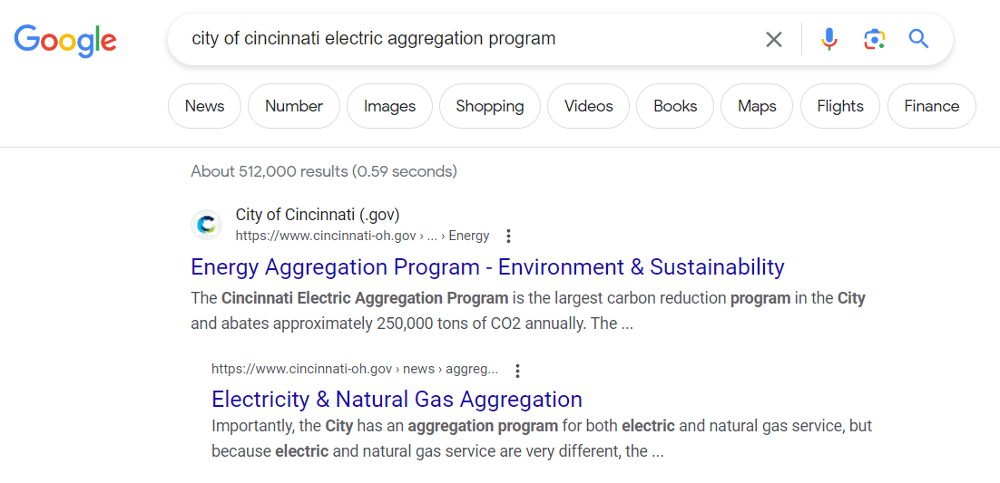 Google
city of cincinnati electric aggregation program
News Number Images Shopping Videos Books Maps Flights Finance
About 512,000 results (0.59 seconds)
City of Cincinnati (.gov)
https://www.cincinnati-oh.gov › ... › Energy
Energy Aggregation Program - Environment & Sustainability
The Cincinnati Electric Aggregation Program is the largest carbon reduction program in the City
and abates approximately 250,000 tons of CO2 annually. The ...
https://www.cincinnati-oh.gov › news › aggreg...
Electricity & Natural Gas Aggregation
Importantly, the City has an aggregation program for both electric and natural gas service, but
because electric and natural gas service are very different, the ...